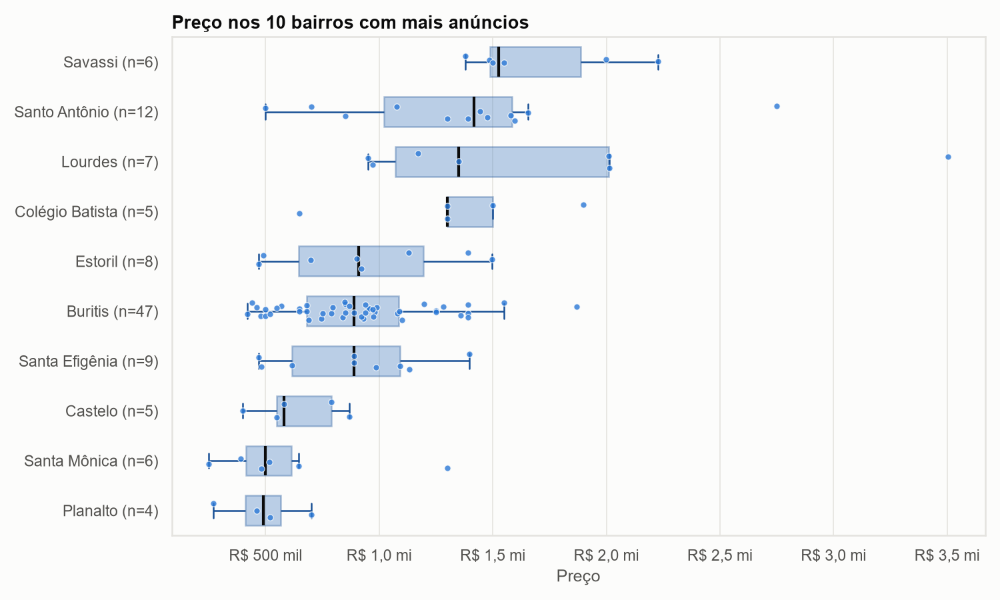 Preço nos 10 bairros com mais anúncios
Savassi (n=6)
Santo Antônio (n=12)
Lourdes (n=7)
Colégio Batista (n=5)
Estoril (n=8)
Buritis (n=47)
Santa Efigênia (n=9)
Castelo (n=5)
Santa Mônica (n=6)
Planalto (n=4)
R$ 500 mil R$ 1,0 mi R$ 1,5 mi R$ 2,0 mi R$ 2,5 mi R$ 3,0 mi R$ 3,5 mi
Preço